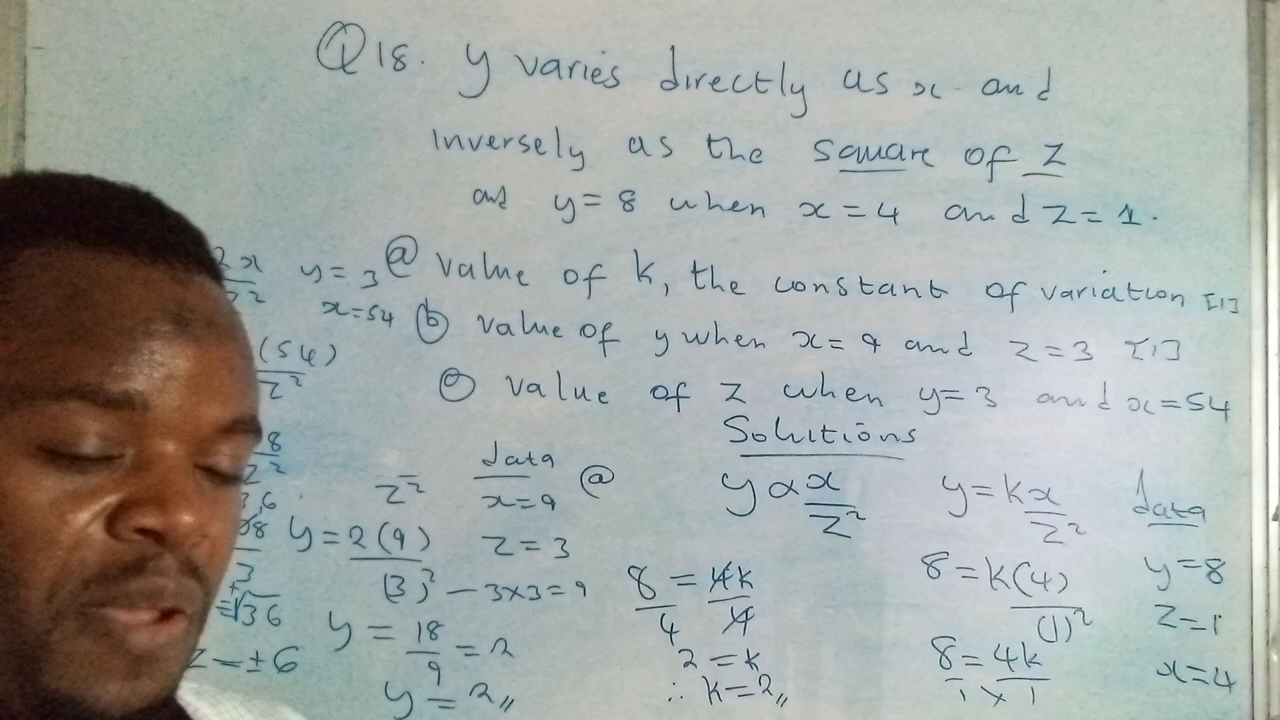 Q18. y varies directly as x and
inversely as the square of z
and y=8 when x=4 and z=1.
(a) value of k, the constant of variation [1]
(b) value of y when x=9 and z=3 [1]
(c) value of z when y=3 and x=54
Solutions
(a) y ∝ x/z²
y = kx/z²
data
y=8
z=1
x=4
8 = k(4)/(1)²
8 = 4k
8/4 = 4k/4
2 = k
∴ k=2
data
x=9
z=3
y = 2(9)/(3)² — 3×3=9
y = 18/9 = 2
y = 2
y=3
x=54
(54)
z²
=√36
z=±6